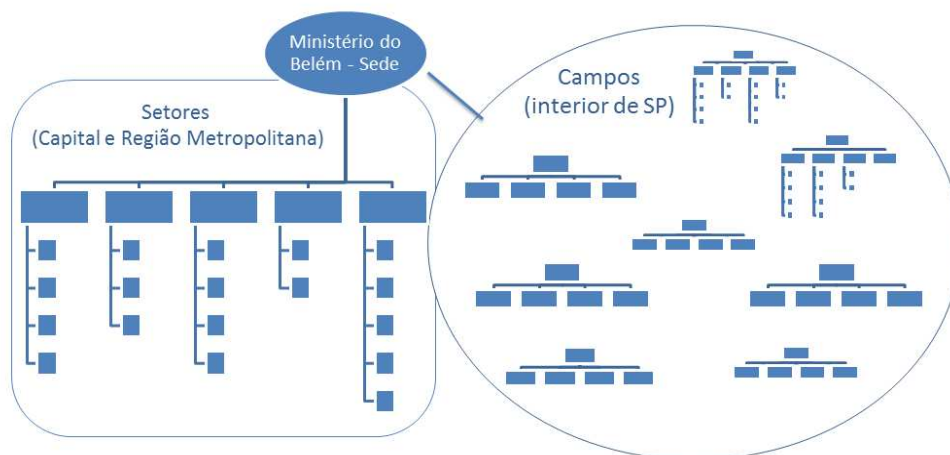 Ministério do
Belém - Sede
Setores
(Capital e Região Metropolitana)
Campos
(interior de SP)